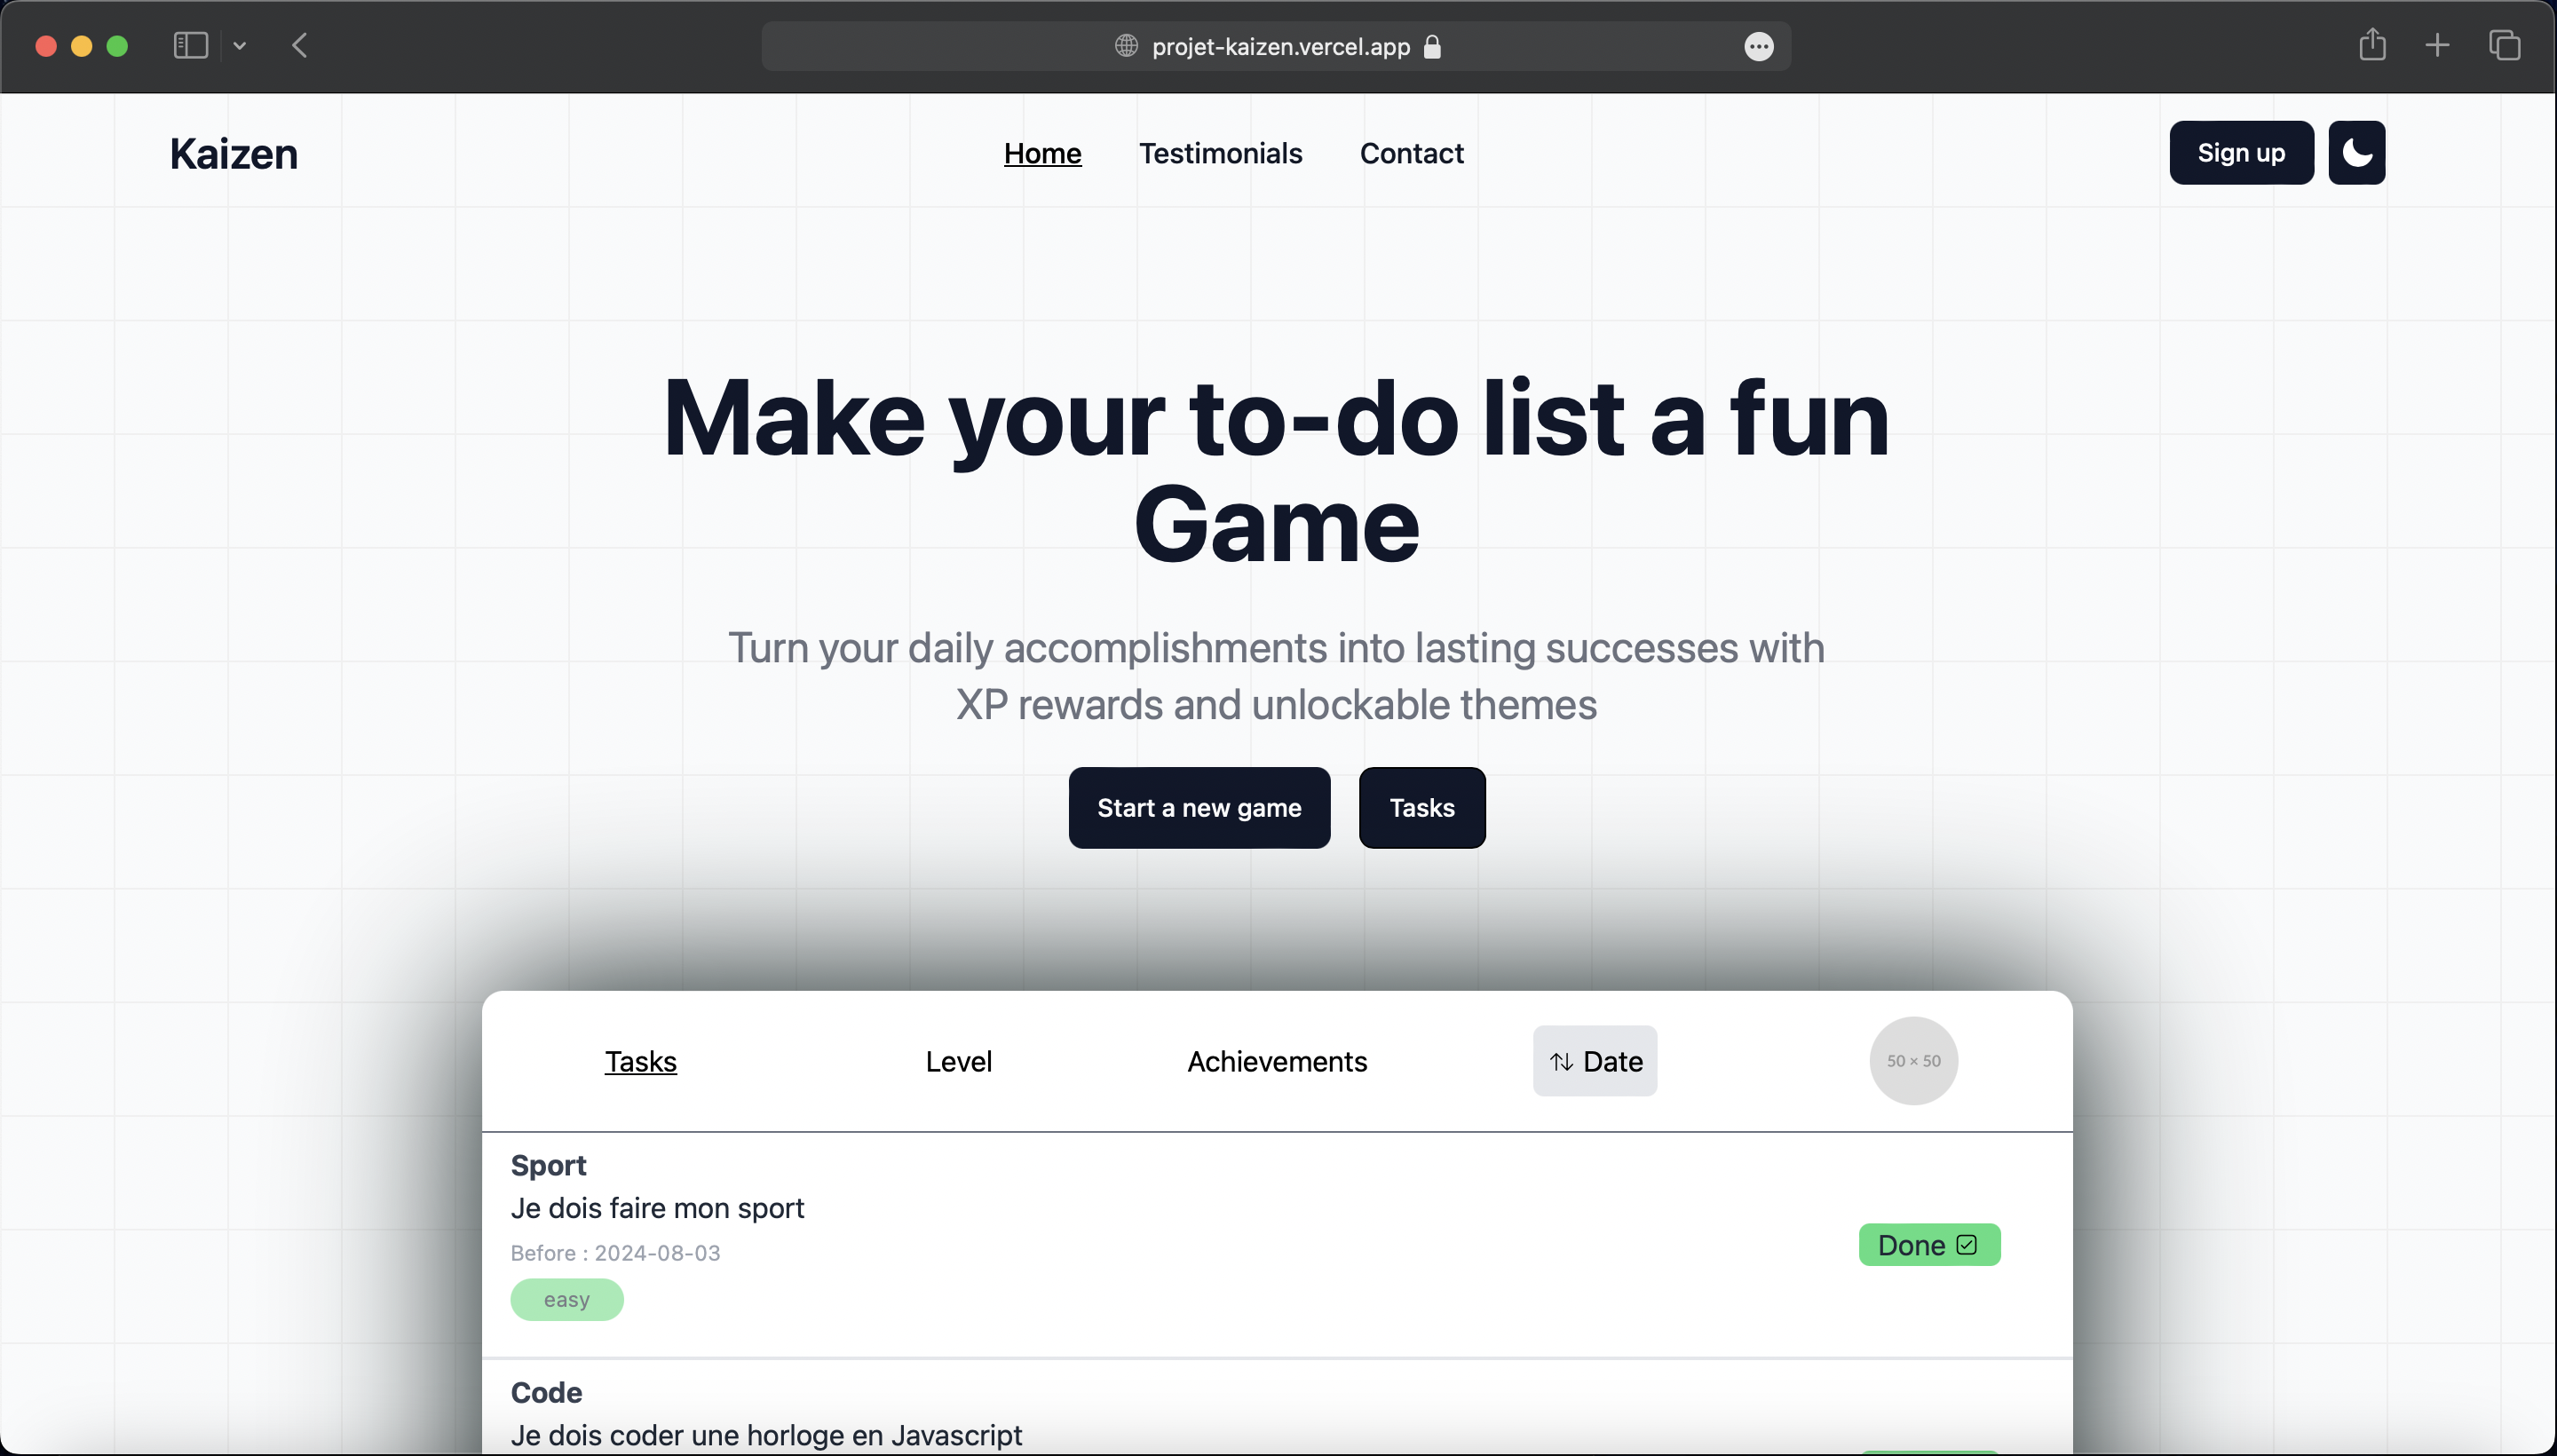 projet-kaizen.vercel.app
Kaizen
Home Testimonials Contact
Sign up
Make your to-do list a fun
Game
Turn your daily accomplishments into lasting successes with
XP rewards and unlockable themes
Start a new game Tasks
Tasks Level Achievements Date 50 × 50
Sport
Je dois faire mon sport
Before : 2024-08-03
Done
easy
Code
Je dois coder une horloge en Javascript